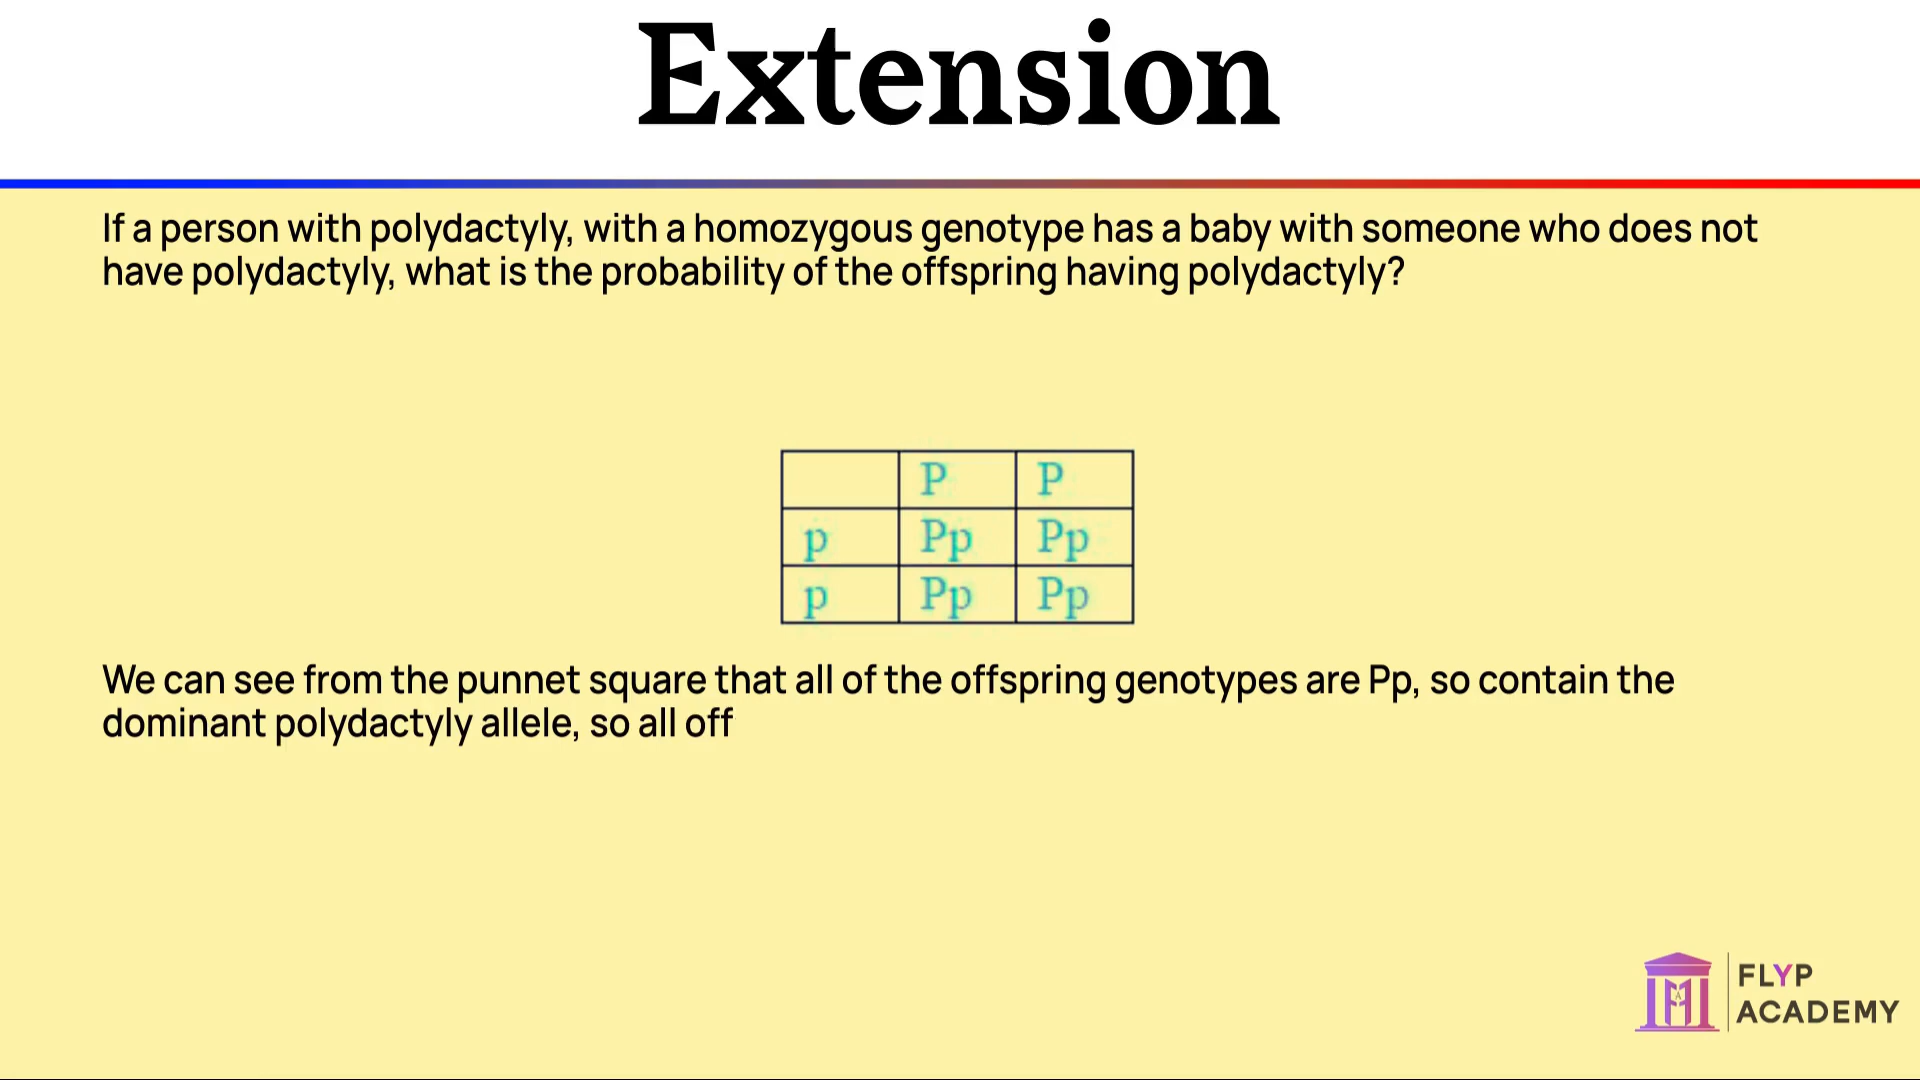 Extension
If a person with polydactyly, with a homozygous genotype has a baby with someone who does not
have polydactyly, what is the probability of the offspring having polydactyly?
P P
p Pp Pp
p Pp Pp
We can see from the punnet square that all of the offspring genotypes are Pp, so contain the
dominant polydactyly allele, so all off
FLYP
ACADEMY